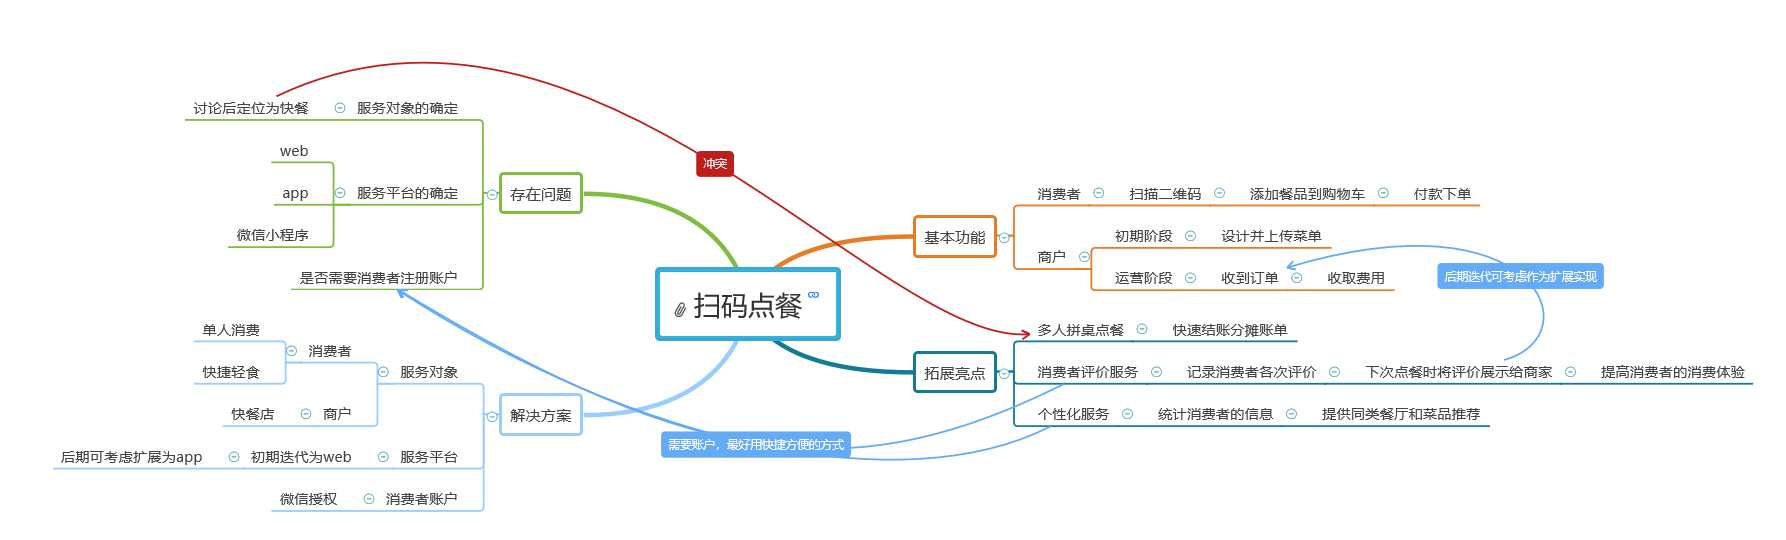 扫码点餐
存在问题
服务对象的确定
讨论后定位为快餐
服务平台的确定
web
app
微信小程序
是否需要消费者注册账户
解决方案
服务对象
消费者
单人消费
快捷轻食
商户
快餐店
服务平台
初期迭代为web
后期可考虑扩展为app
消费者账户
微信授权
冲突
基本功能
消费者
扫描二维码
添加餐品到购物车
付款下单
商户
初期阶段
设计并上传菜单
运营阶段
收到订单
收取费用
后期迭代可考虑作为扩展实现
拓展亮点
多人拼桌点餐
快速结账分摊账单
消费者评价服务
记录消费者各次评价
下次点餐时将评价展示给商家
提高消费者的消费体验
个性化服务
统计消费者的信息
提供同类餐厅和菜品推荐
需要账户，最好用快捷方便的方式